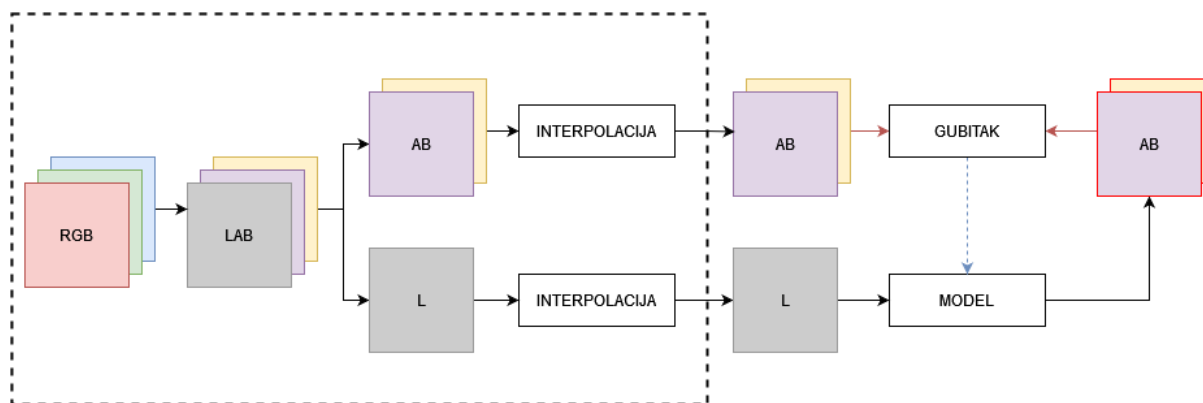 AB
INTERPOLACIJA
AB
GUBITAK
AB
RGB
LAB
L
INTERPOLACIJA
L
MODEL